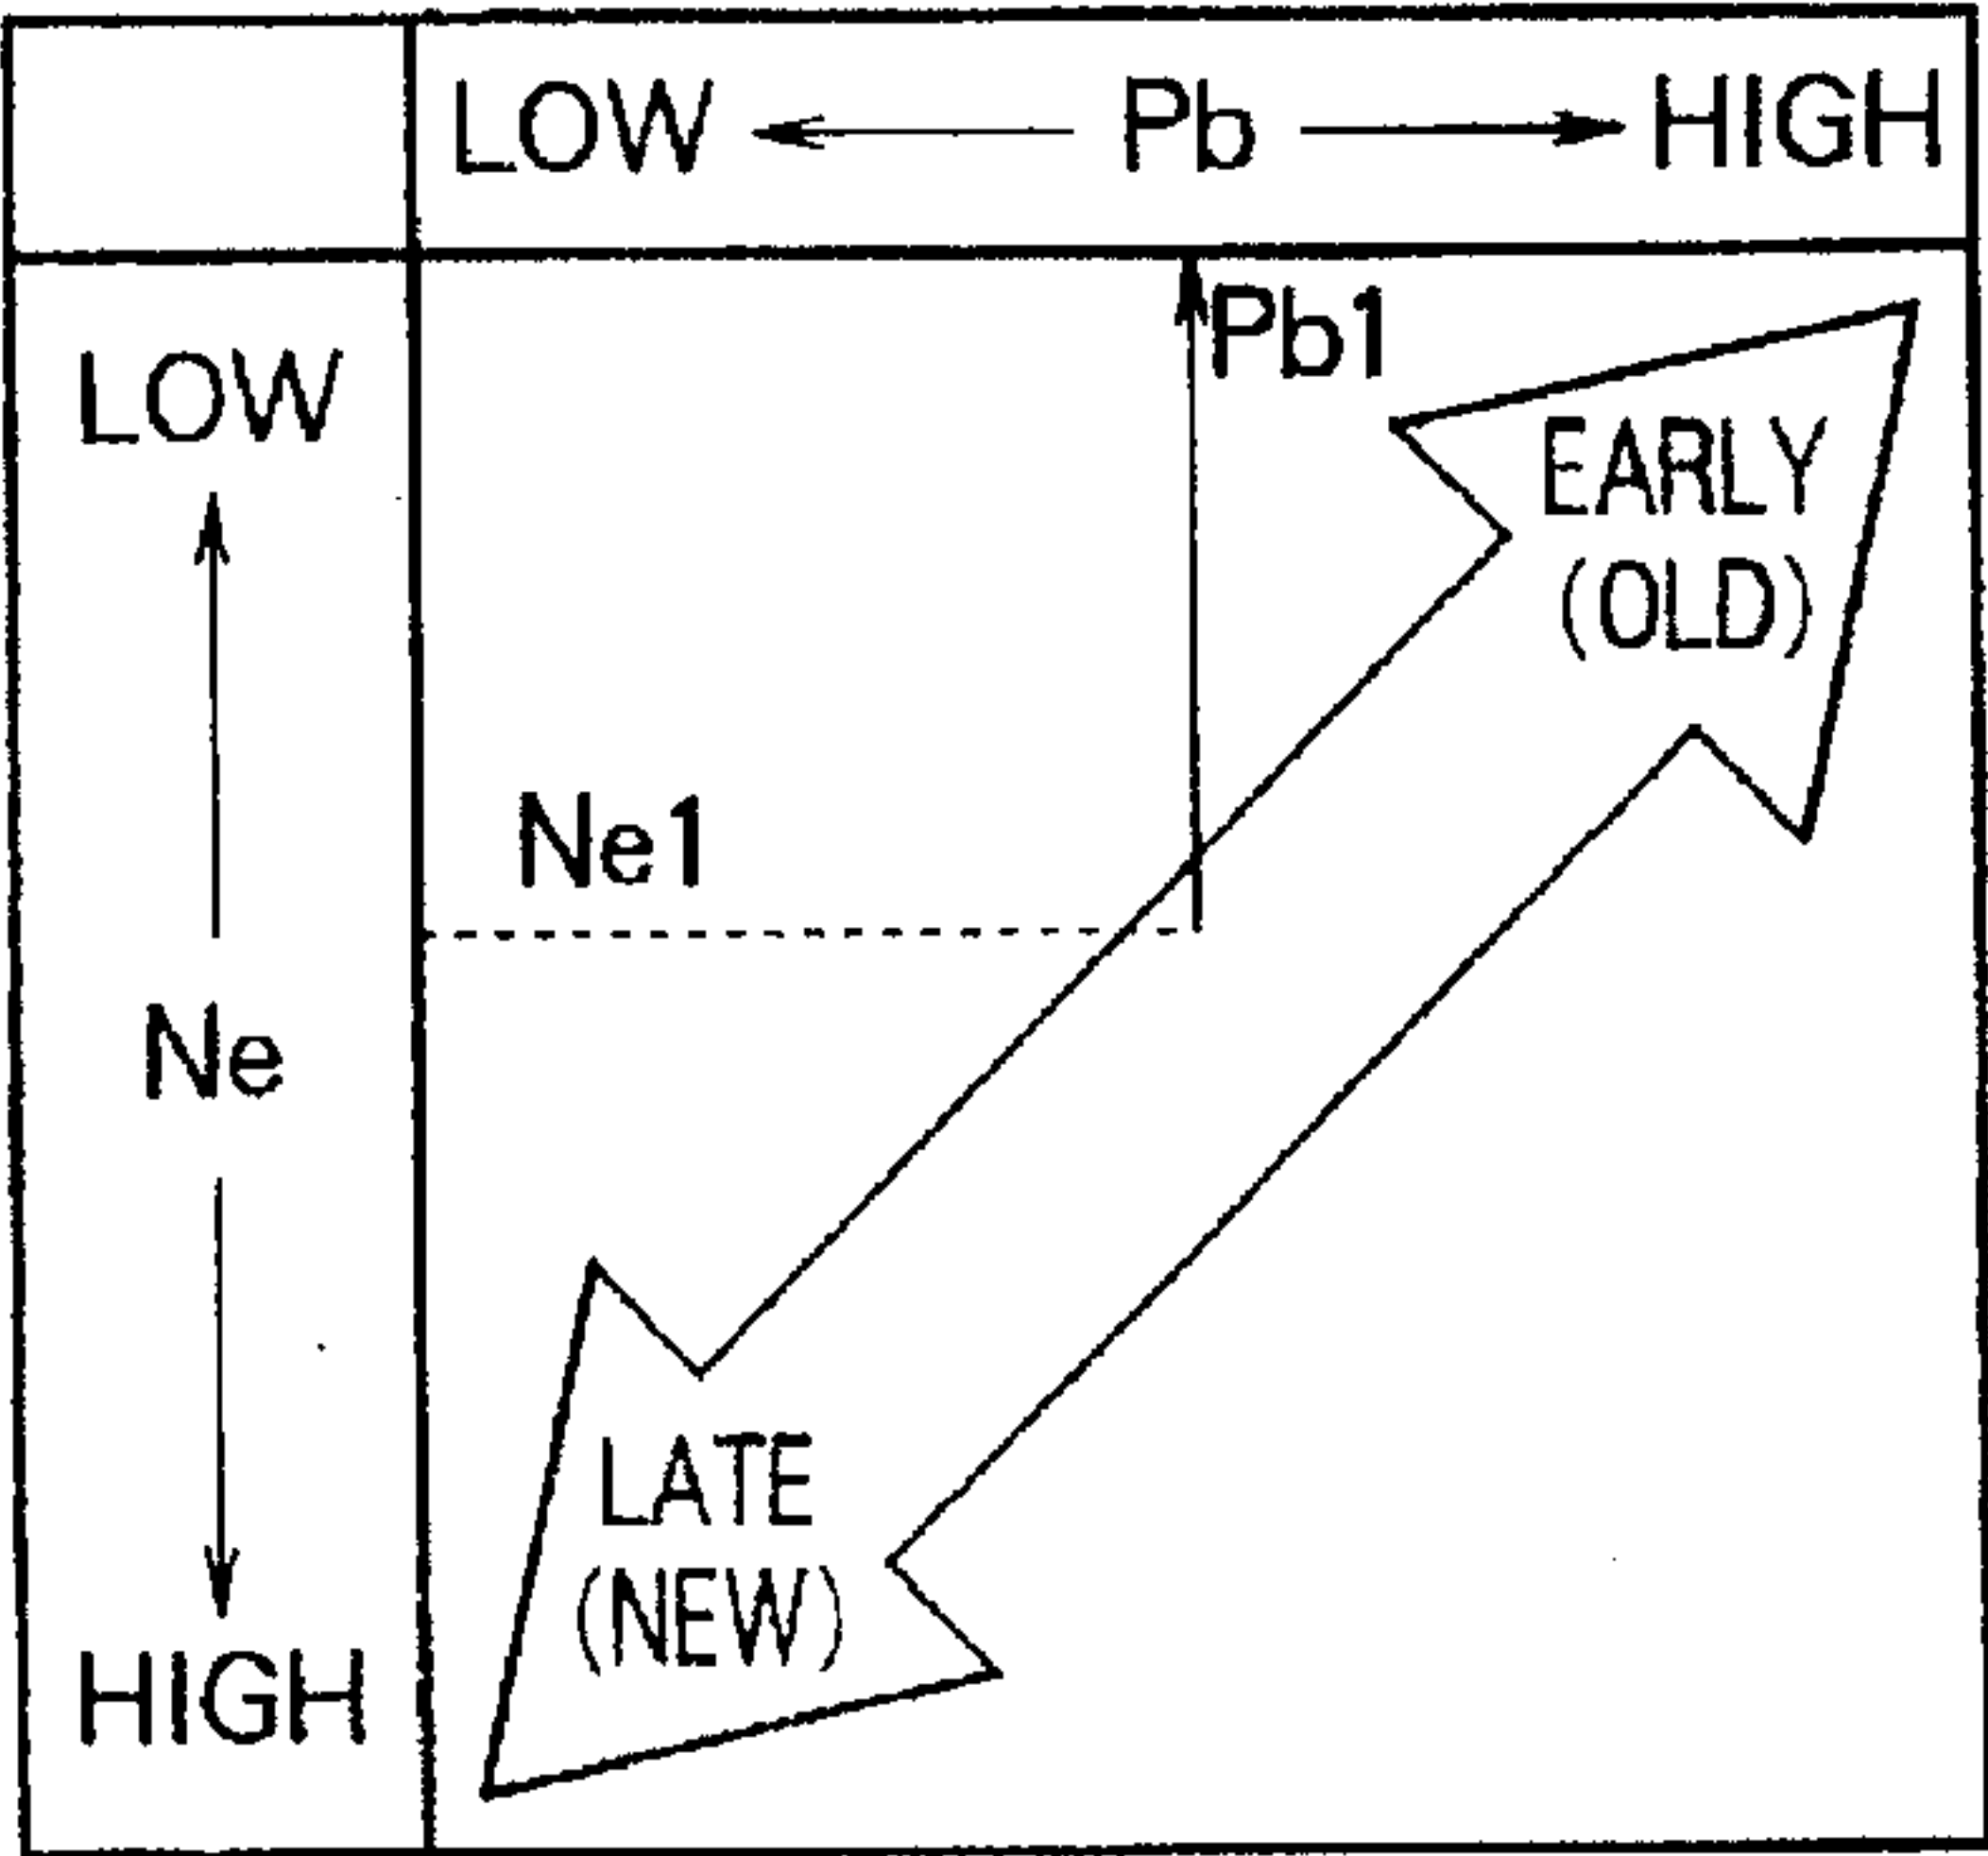 LOW Pb HIGH
Pb1
LOW
EARLY
(OLD)
Ne1
Ne
LATE
(NEW)
HIGH